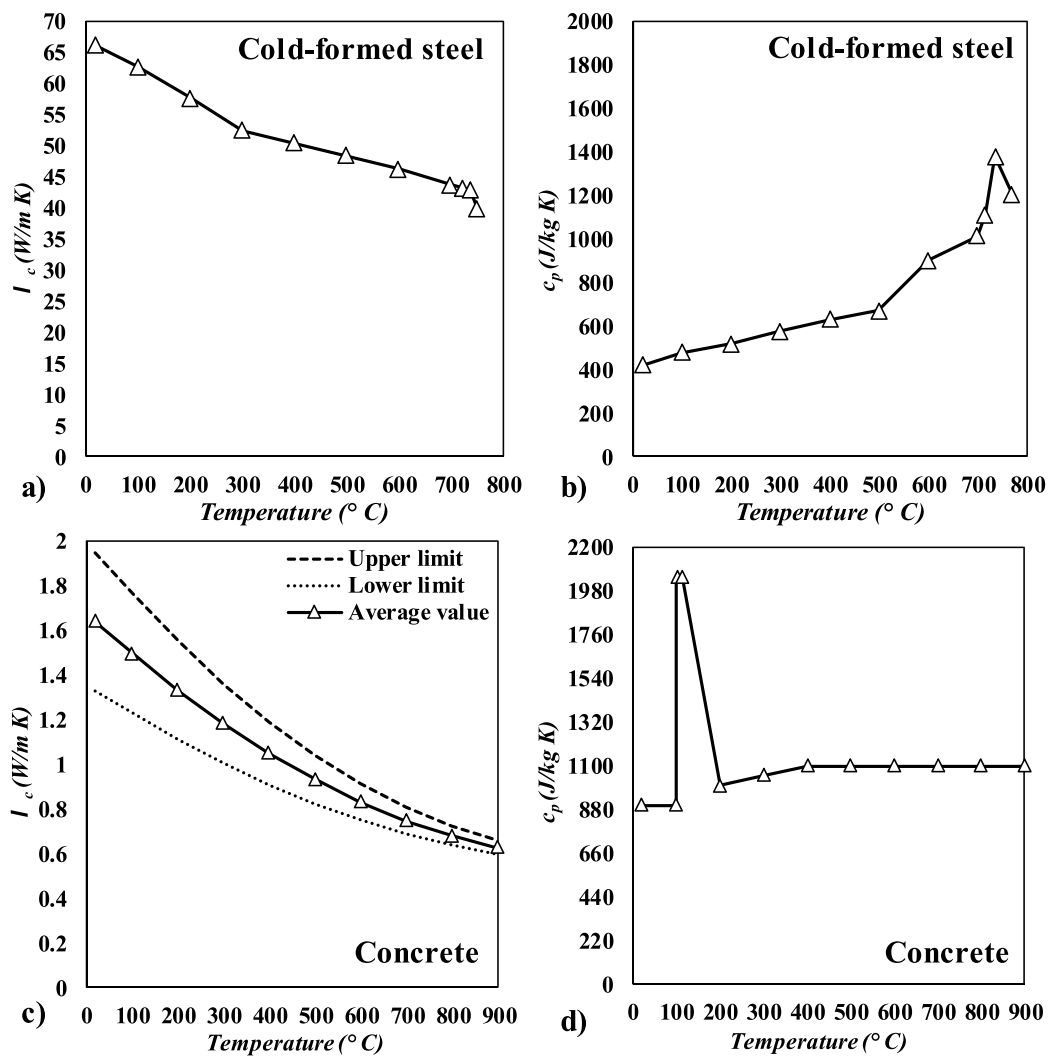 Cold-formed steel
70
65
60
55
50
45
40
35
30
25
20
15
10
5
0
l c (W/m K)
0 100 200 300 400 500 600 700 800
Temperature (° C)
a)
Cold-formed steel
2000
1800
1600
1400
1200
1000
800
600
400
200
0
cp (J/kg K)
0 100 200 300 400 500 600 700 800
Temperature (° C)
b)
2
1.8
1.6
1.4
1.2
1
0.8
0.6
0.4
0.2
0
l c (W/m K)
Upper limit
Lower limit
Average value
Concrete
0 100 200 300 400 500 600 700 800 900
Temperature (° C)
c)
2200
1980
1760
1540
1320
1100
880
660
440
220
0
cp (J/kg K)
Concrete
0 100 200 300 400 500 600 700 800 900
Temperature (° C)
d)